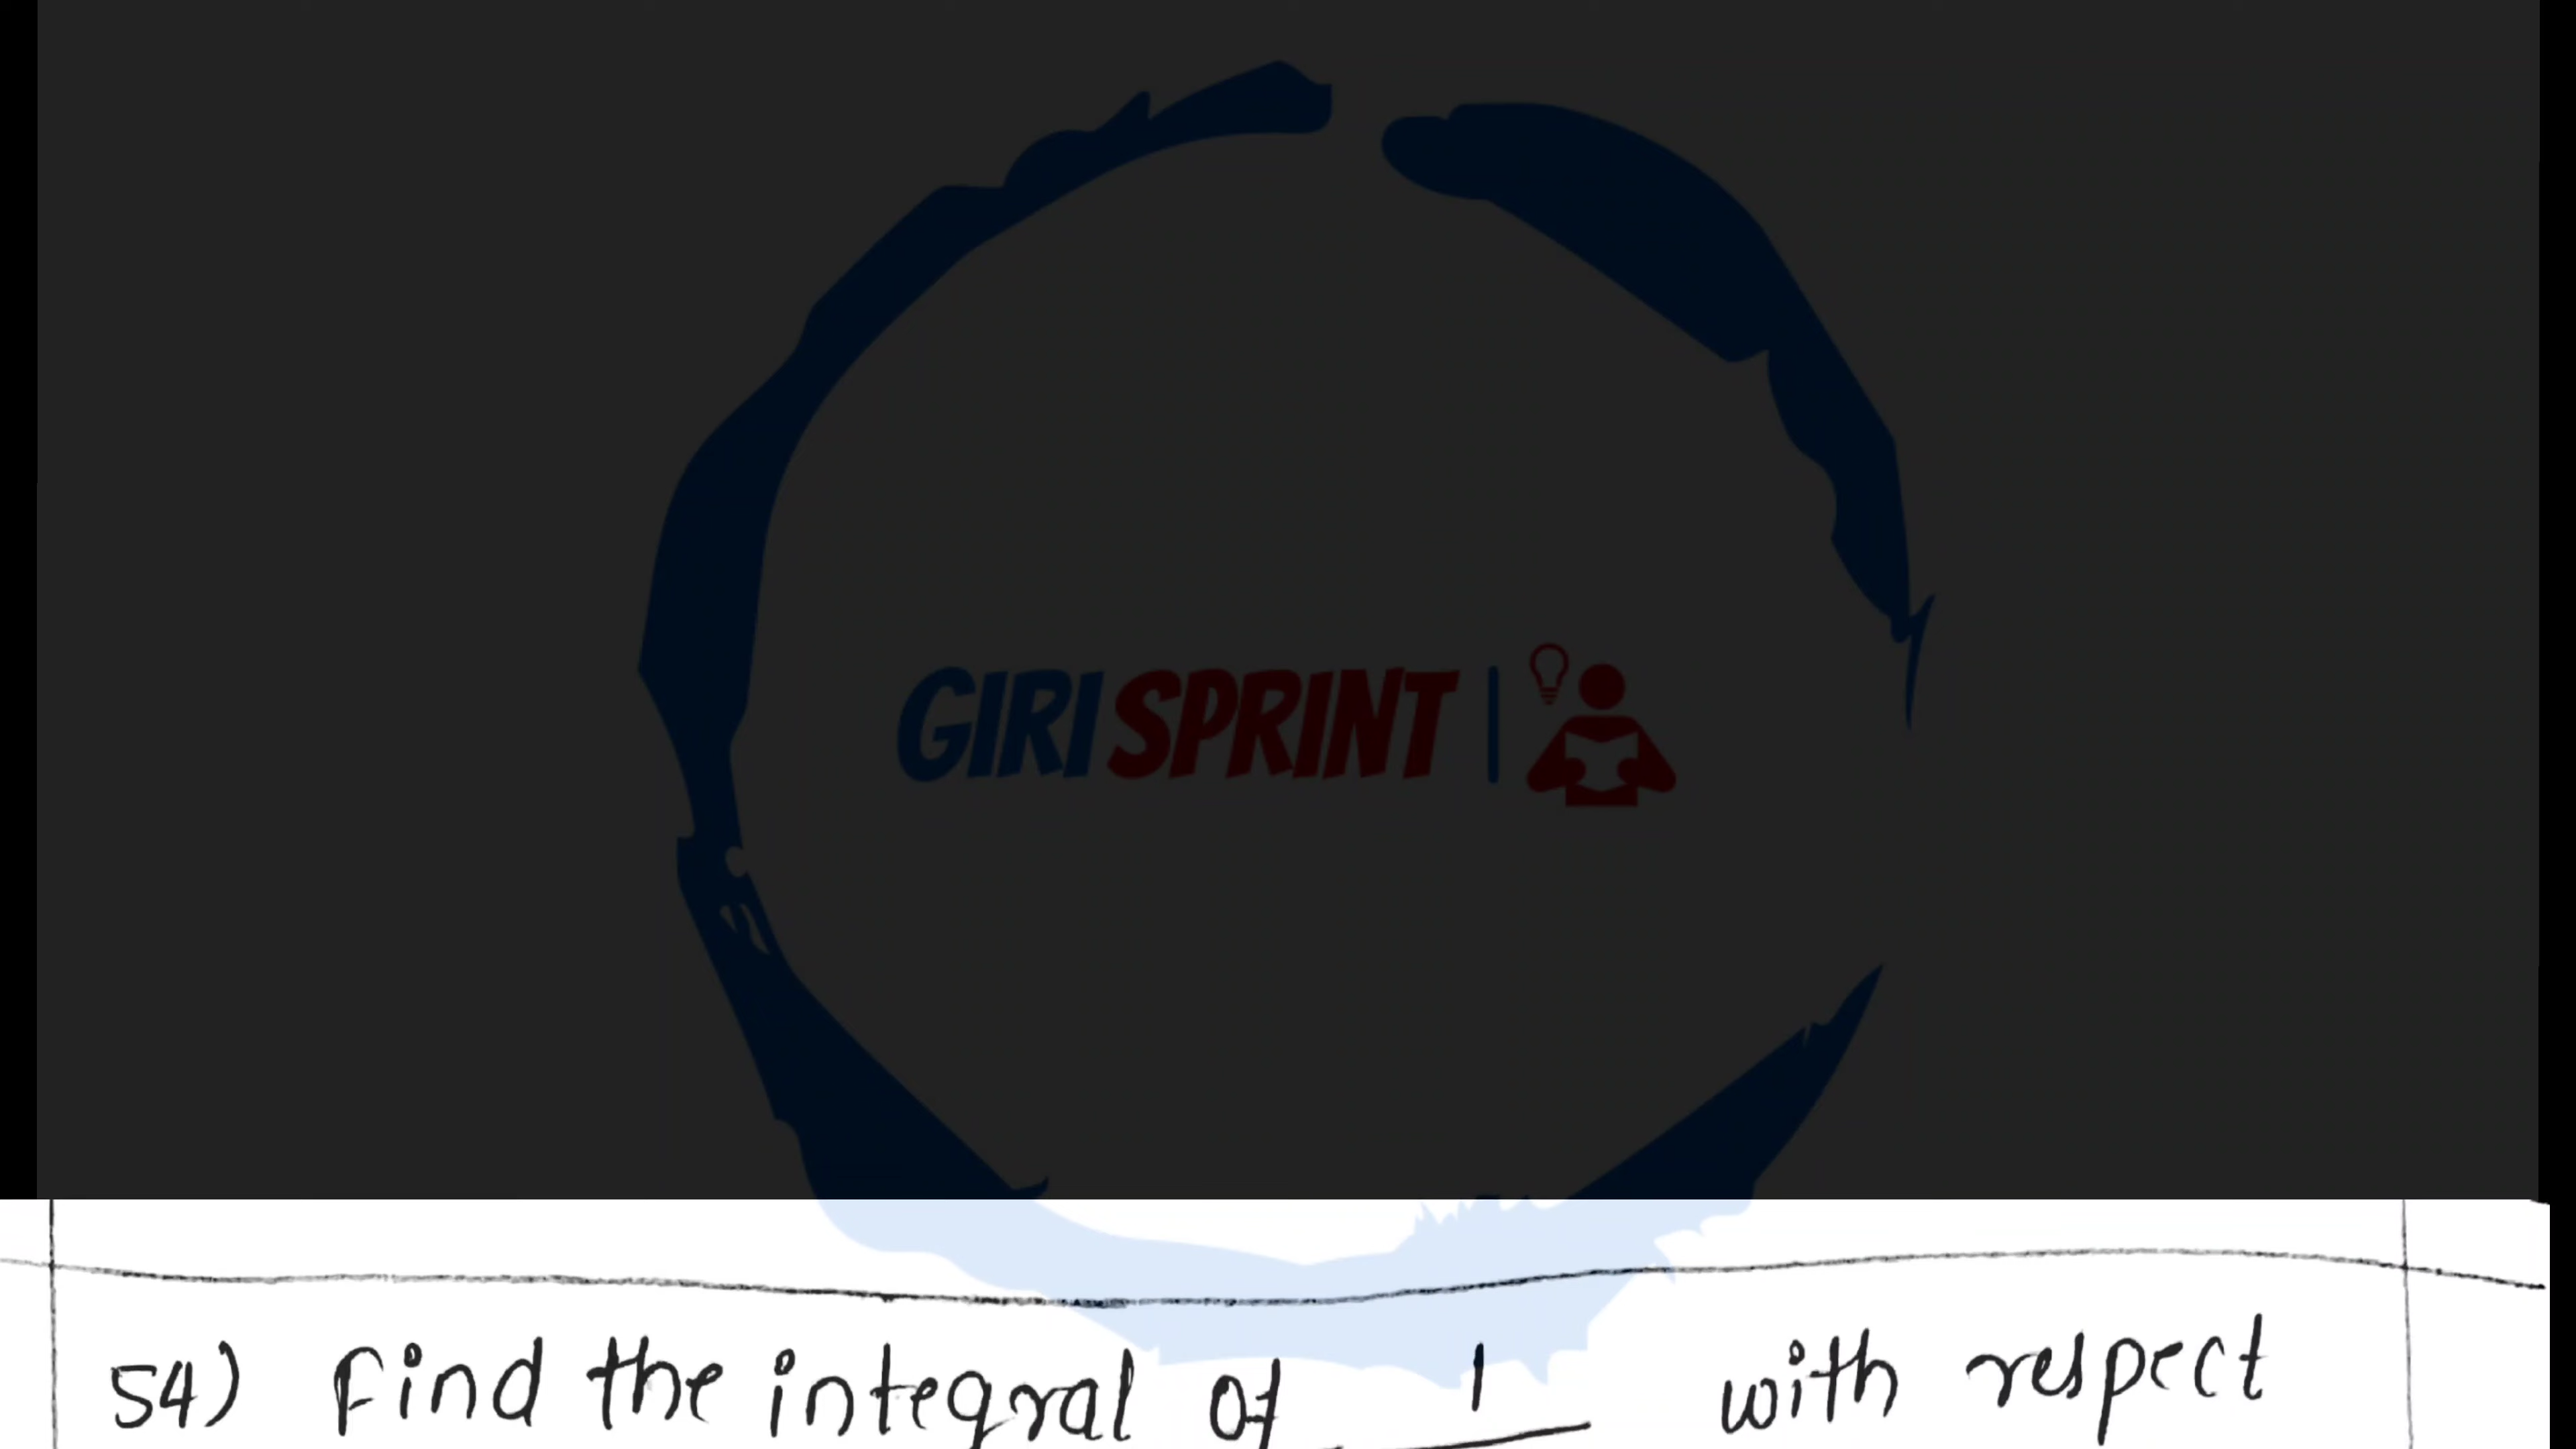 GIRI SPRINT
54) Find the integral of 1 with respect